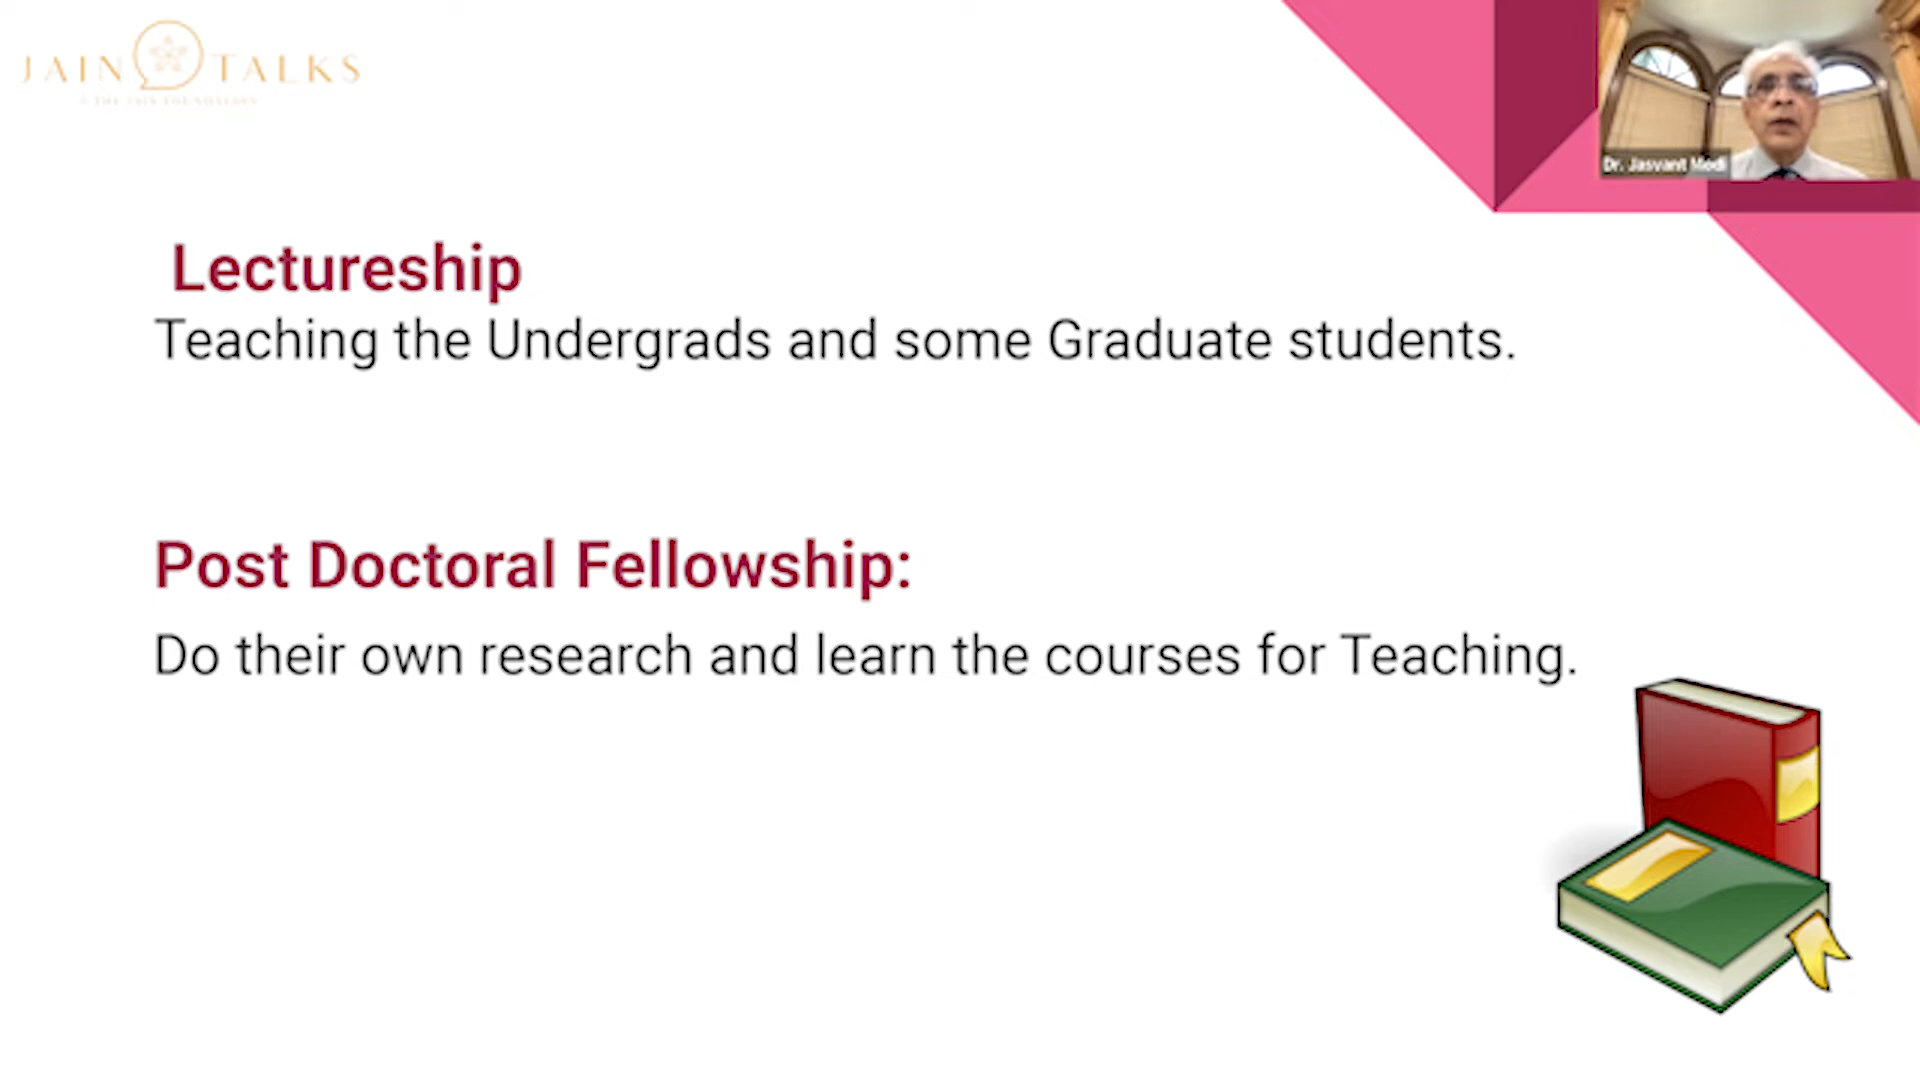 JAIN TALKS
Dr. Jasvant Modi
Lectureship
Teaching the Undergrads and some Graduate students.
Post Doctoral Fellowship:
Do their own research and learn the courses for Teaching.